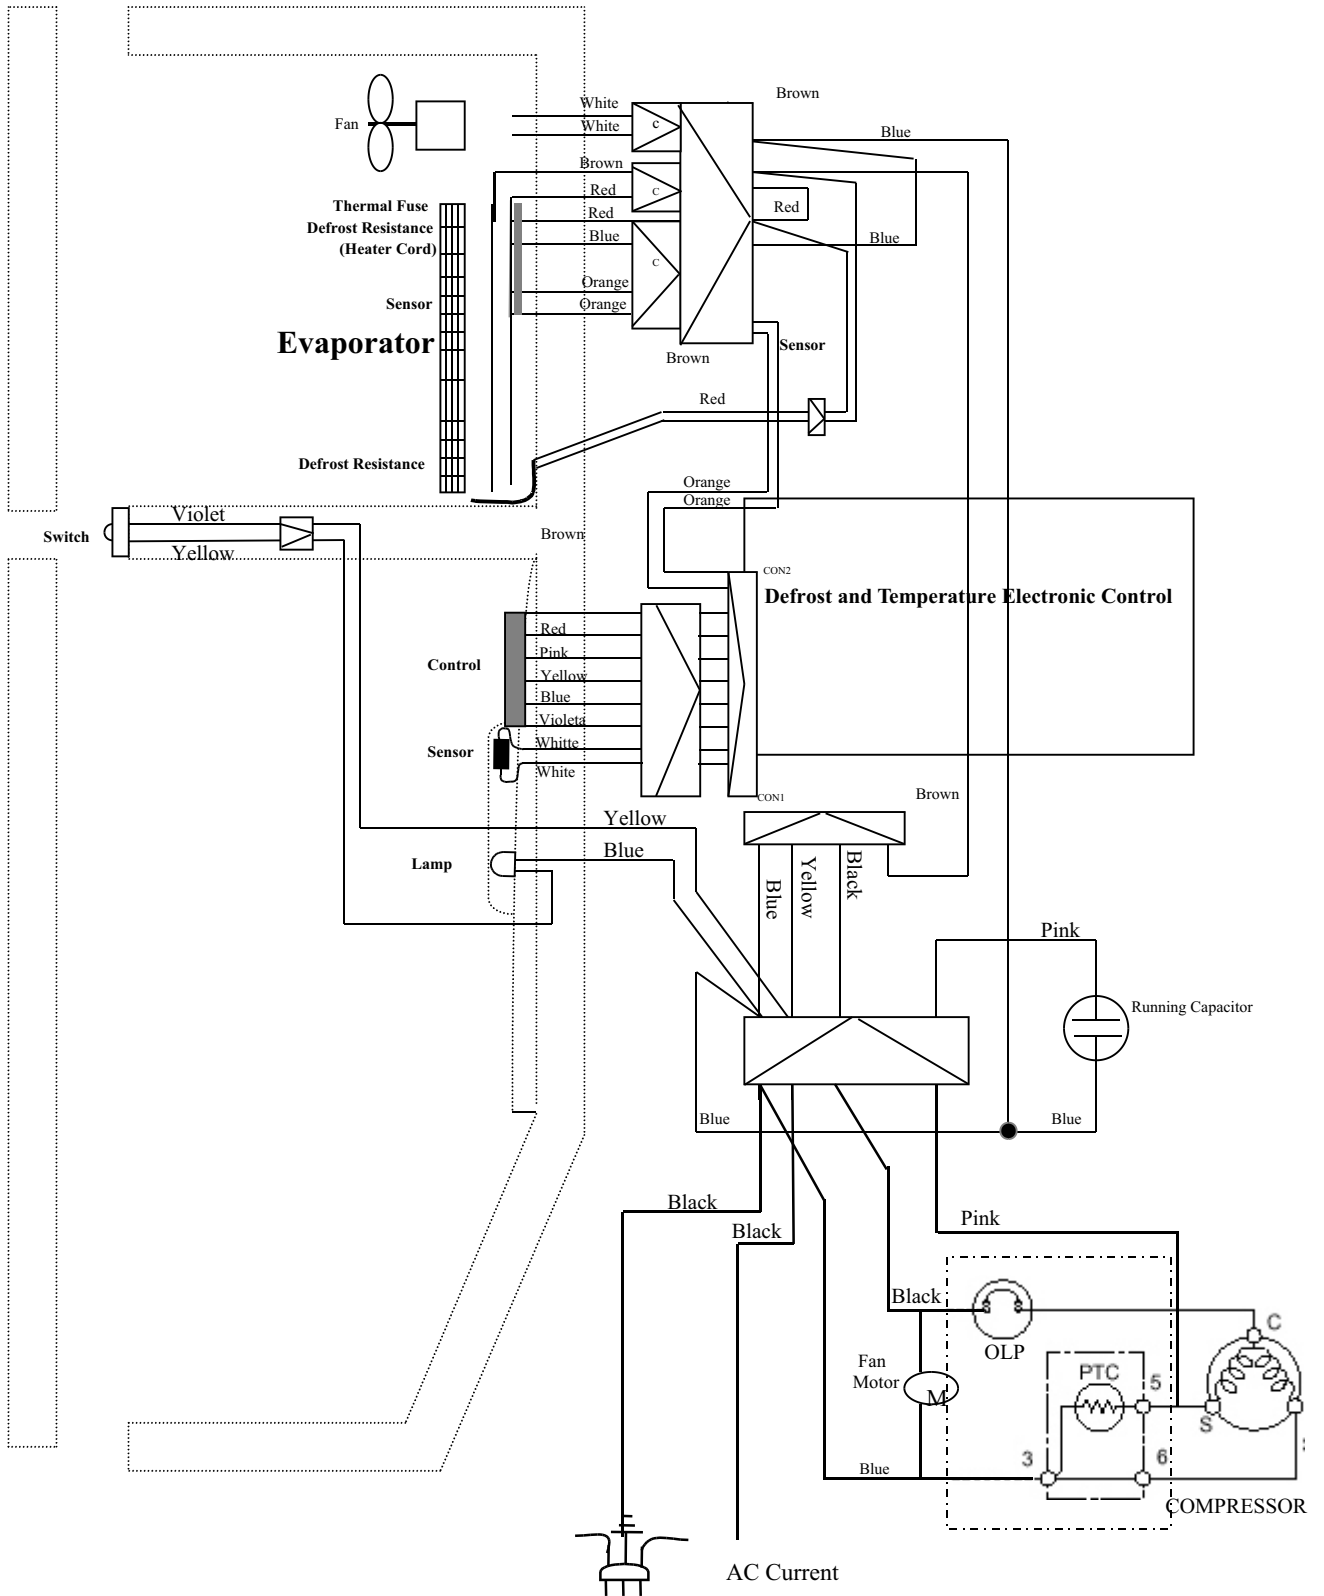 Brown
White
Fan
c
White
Blue
Brown
C
Red
Thermal Fuse
Red
Red
Defrost Resistance
Blue
Blue
(Heater Cord)
C
Orange
Sensor
Orange
Evaporator
Sensor
Brown
Red
Defrost Resistance
Orange
Orange
Violet
Switch
Brown
Yellow
CON2
Defrost and Temperature Electronic Control
Red
Pink
Control
Yellow
Blue
Violeta
Whitte
Sensor
White
CON1
Brown
Yellow
Blue
Lamp
Blue
Yellow
Black
Pink
Running Capacitor
Blue
Blue
Black
Black
Pink
Black
C
OLP
Fan
Motor
M
PTC
5
S
3
6
Blue
COMPRESSOR
AC Current